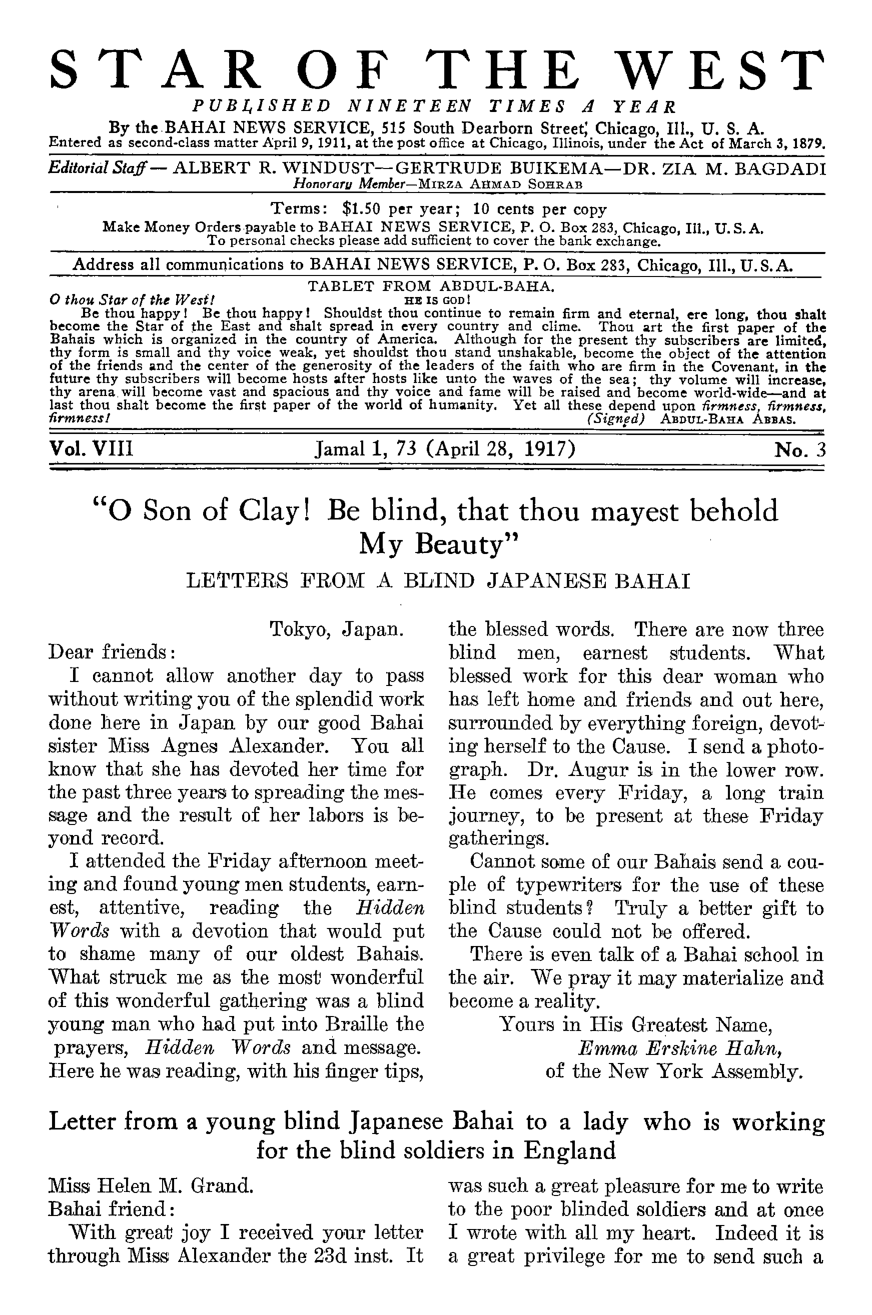 STAR OF THE WEST
PUBLISHED NINETEEN TIMES A YEAR
By the BAHAI NEWS SERVICE, 515 South Dearborn Street, Chicago, Ill., U. S. A.
Entered as second-class matter April 9, 1911, at the post office at Chicago, Illinois, under the Act of March 3, 1879.
Editorial Staff— ALBERT R. WINDUST—GERTRUDE BUIKEMA—DR. ZIA M. BAGDADI
Honorary Member—MIRZA AHMAD SOHRAB
Terms: $1.50 per year; 10 cents per copy
Make Money Orders payable to BAHAI NEWS SERVICE, P. O. Box 283, Chicago, Ill., U. S. A.
To personal checks please add sufficient to cover the bank exchange.
Address all communications to BAHAI NEWS SERVICE, P. O. Box 283, Chicago, Ill., U. S. A.
TABLET FROM ABDUL-BAHA.
O thou Star of the West! HE IS GOD!
Be thou happy! Be thou happy! Shouldst thou continue to remain firm and eternal, ere long, thou shalt
become the Star of the East and shalt spread in every country and clime. Thou art the first paper of the
Bahais which is organized in the country of America. Although for the present thy subscribers are limited,
thy form is small and thy voice weak, yet shouldst thou stand unshakable, become the object of the attention
of the friends and the center of the generosity of the leaders of the faith who are firm in the Covenant, in the
future thy subscribers will become hosts after hosts like unto the waves of the sea; thy volume will increase,
thy arena will become vast and spacious and thy voice and fame will be raised and become world-wide—and at
last thou shalt become the first paper of the world of humanity. Yet all these depend upon firmness, firmness,
firmness! (Signed) ABDUL-BAHA ABBAS.
Vol. VIII Jamal 1, 73 (April 28, 1917) No. 3
“O Son of Clay! Be blind, that thou mayest behold
My Beauty”
LETTERS FROM A BLIND JAPANESE BAHAI
Tokyo, Japan.
Dear friends:
I cannot allow another day to pass
without writing you of the splendid work
done here in Japan by our good Bahai
sister Miss Agnes Alexander. You all
know that she has devoted her time for
the past three years to spreading the mes-
sage and the result of her labors is be-
yond record.
I attended the Friday afternoon meet-
ing and found young men students, earn-
est, attentive, reading the Hidden
Words with a devotion that would put
to shame many of our oldest Bahais.
What struck me as the most wonderful
of this wonderful gathering was a blind
young man who had put into Braille the
prayers, Hidden Words and message.
Here he was reading, with his finger tips,
the blessed words. There are now three
blind men, earnest students. What
blessed work for this dear woman who
has left home and friends and out here,
surrounded by everything foreign, devot-
ing herself to the Cause. I send a photo-
graph. Dr. Augur is in the lower row.
He comes every Friday, a long train
journey, to be present at these Friday
gatherings.
Cannot some of our Bahais send a cou-
ple of typewriters for the use of these
blind students? Truly a better gift to
the Cause could not be offered.
There is even talk of a Bahai school in
the air. We pray it may materialize and
become a reality.
Yours in His Greatest Name,
Emma Erskine Hahn,
of the New York Assembly.
Letter from a young blind Japanese Bahai to a lady who is working
for the blind soldiers in England
Miss Helen M. Grand.
Bahai friend:
With great joy I received your letter
through Miss Alexander the 23d inst. It
was such a great pleasure for me to write
to the poor blinded soldiers and at once
I wrote with all my heart. Indeed it is
a great privilege for me to send such a